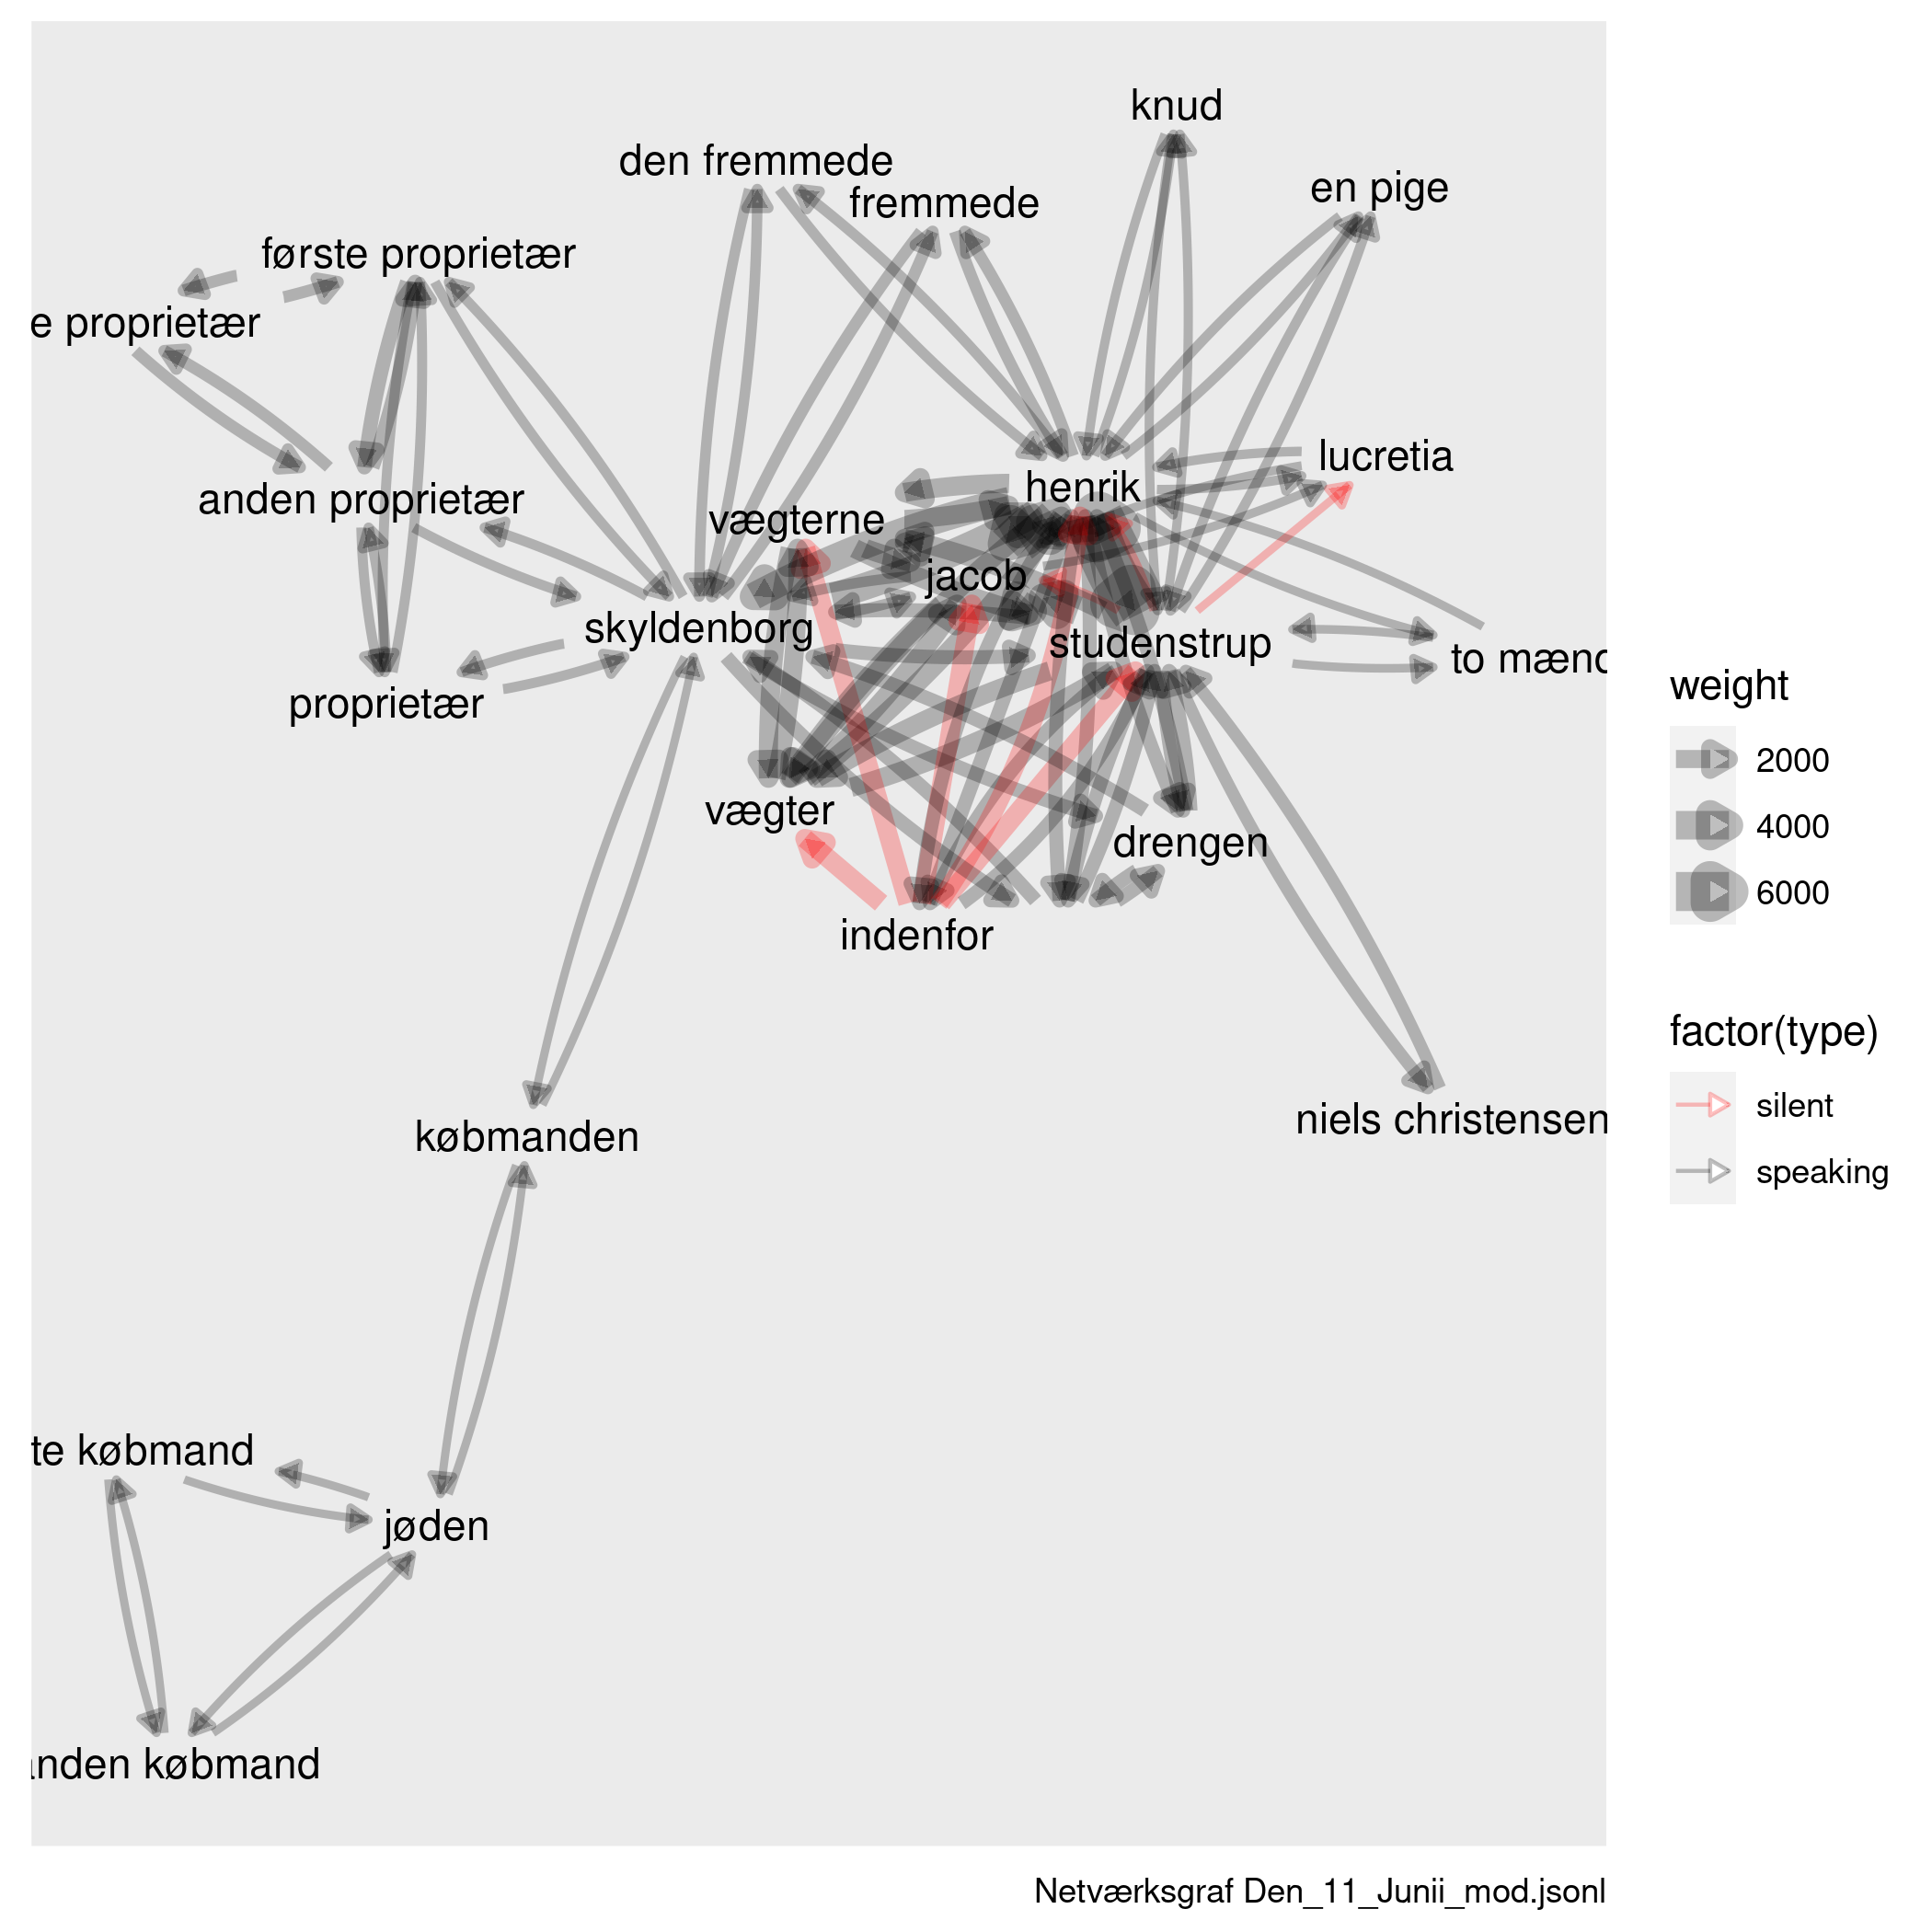 knud
den fremmede
en pige
fremmede
første proprietær
e proprietær
lucretia
henrik
anden proprietær
vægterne
jacob
skyldenborg
studenstrup
to mænd
proprietær
vægter
drengen
indenfor
niels christensen
købmanden
te købmand
jøden
anden købmand
weight
2000
4000
6000
factor(type)
silent
speaking
Netværksgraf Den_11_Junii_mod.jsonl